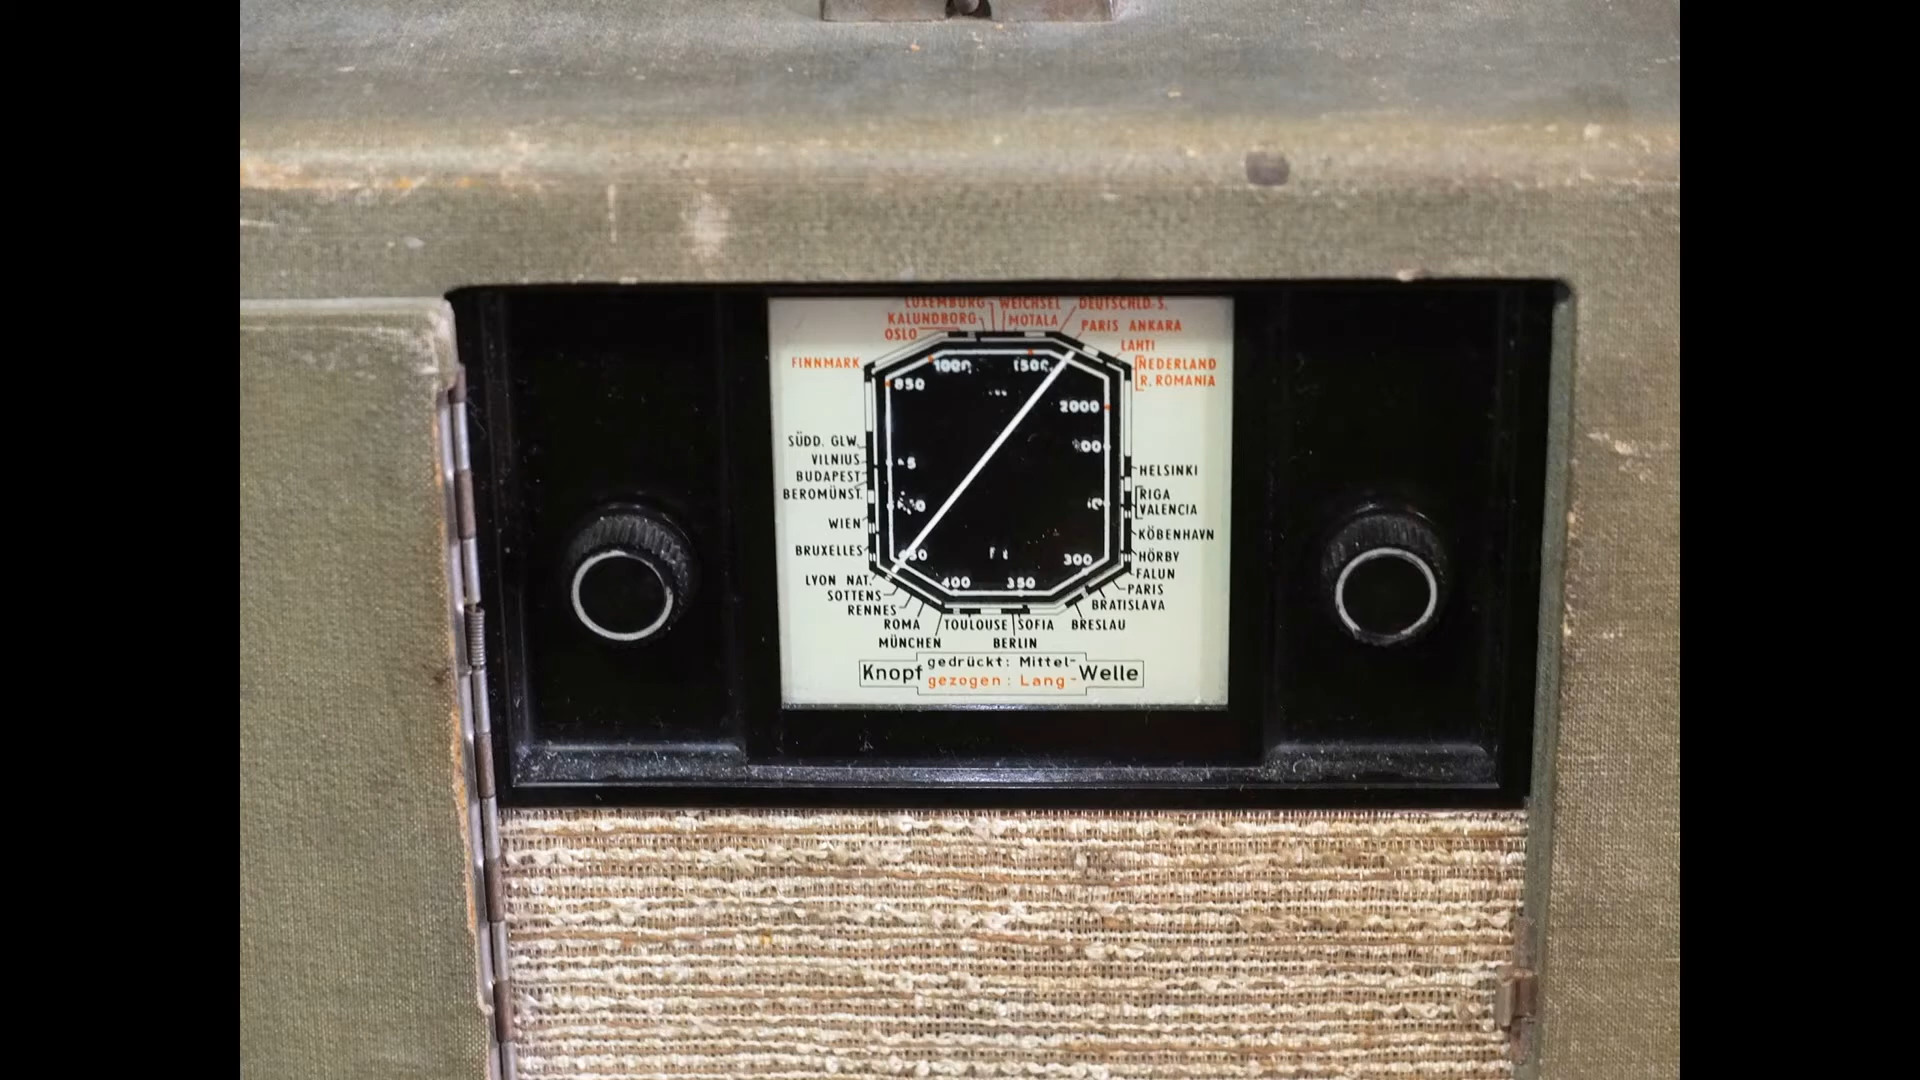 LUXEMBURG WEICHSEL DEUTSCHLD. S.
KALUNDBORG MOTALA PARIS ANKARA
OSLO LAHTI
FINNMARK NEDERLAND
R. ROMANIA
1000 1500
850
2000
SÜDD. GLW.
VILNIUS HELSINKI
BUDAPEST
BEROMÜNST. RIGA
VALENCIA
WIEN KÖBENHAVN
BRUXELLES HÖRBY
300
LYON NAT. 400 350 FALUN
SOTTENS PARIS
RENNES BRATISLAVA
ROMA TOULOUSE SOFIA BRESLAU
MÜNCHEN BERLIN
Knopf gedrückt: Mittel- Welle
gezogen: Lang-